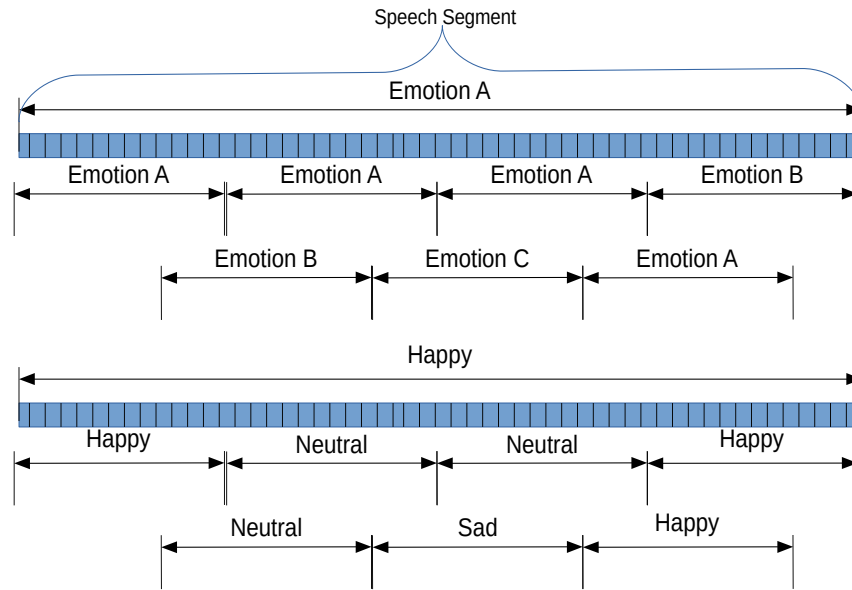 Speech Segment
Emotion A
Emotion A Emotion A Emotion A Emotion B
Emotion B Emotion C Emotion A
Happy
Happy Neutral Neutral Happy
Neutral Sad Happy